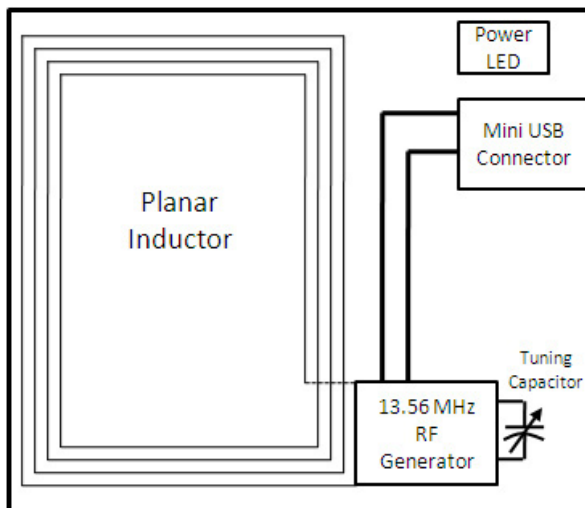 Power
LED
Mini USB
Connector
Planar
Inductor
Tuning
Capacitor
13.56 MHz
RF
Generator